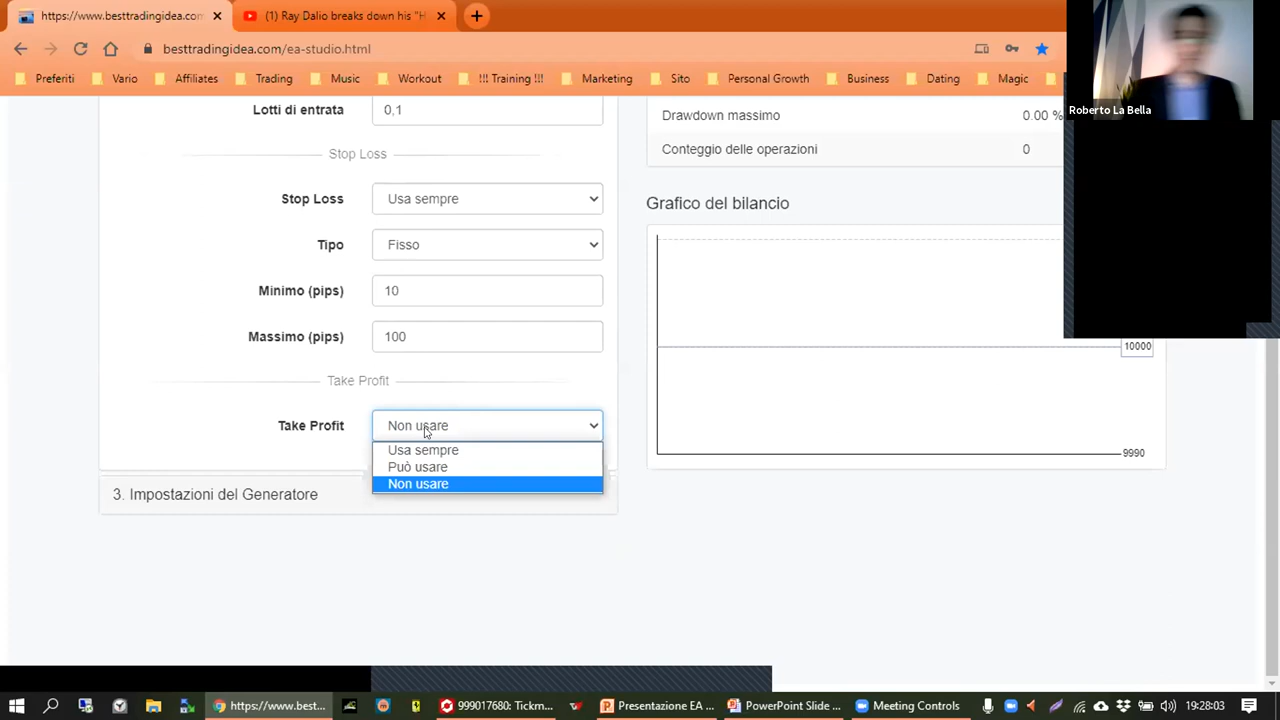 https://www.besttradingidea.com/
(1) Ray Dalio breaks down his "H
besttradingidea.com/ea-studio.html
Preferiti
Vario
Affiliates
Trading
Music
Workout
!!! Training !!!
Marketing
Sito
Personal Growth
Business
Dating
Magic
Roberto La Bella
Lotti di entrata
0,1
Stop Loss
Stop Loss
Usa sempre
Tipo
Fisso
Minimo (pips)
10
Massimo (pips)
100
Take Profit
Take Profit
Non usare
Usa sempre
Può usare
Non usare
3. Impostazioni del Generatore
Drawdown massimo
0.00 %
Conteggio delle operazioni
0
Grafico del bilancio
10000
9990
https://www.best...
999017680: Tickm...
Presentazione EA ...
PowerPoint Slide ...
Meeting Controls
19:28:03